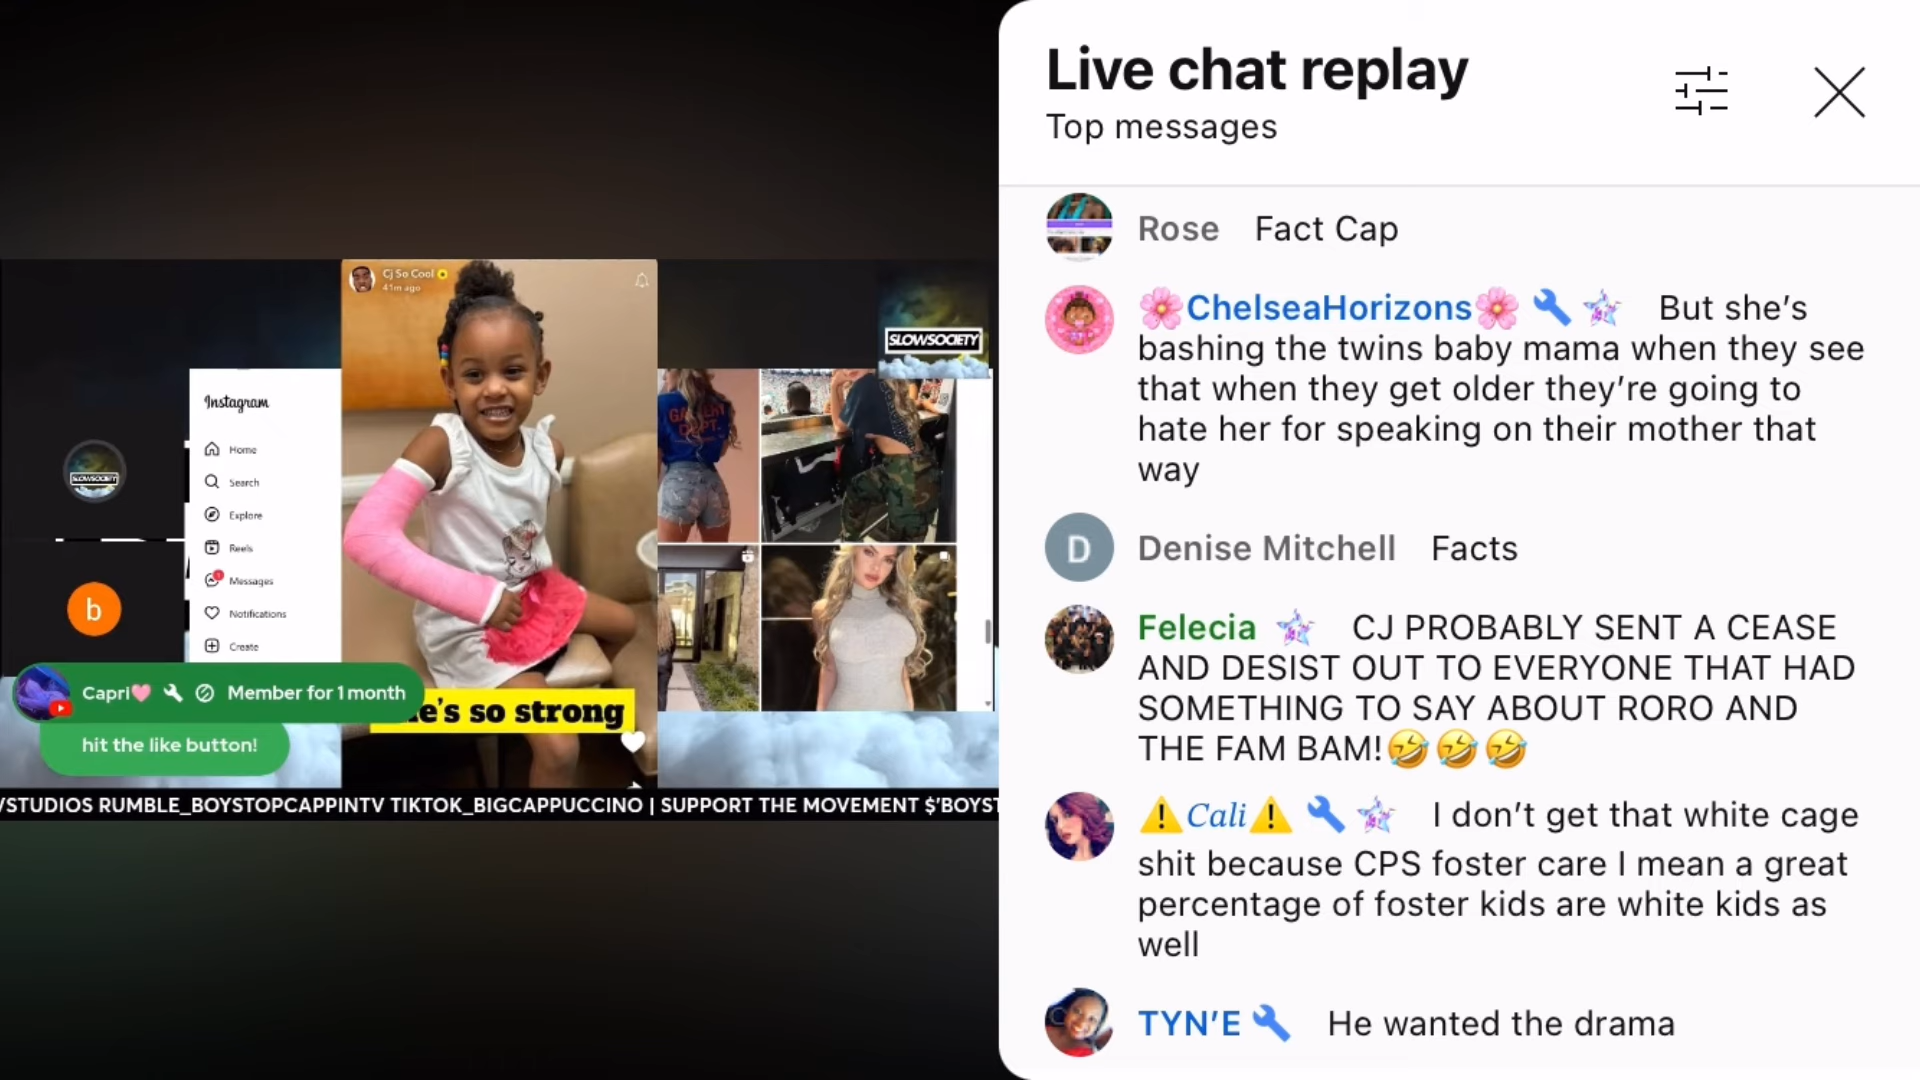 Cj So Cool
41m ago
SLOWSOCIETY
Instagram
Home
Search
Explore
Reels
Messages
Notifications
Create
SLOWSOCIETY
b
Capri🩷 Member for 1 month
hit the like button!
e's so strong
/STUDIOS RUMBLE_BOYSTOPCAPPINTV TIKTOK_BIGCAPPUCCINO | SUPPORT THE MOVEMENT $'BOYST
Live chat replay
Top messages
Rose Fact Cap
🌸ChelseaHorizons🌸 But she’s
bashing the twins baby mama when they see
that when they get older they’re going to
hate her for speaking on their mother that
way
D Denise Mitchell Facts
Felecia CJ PROBABLY SENT A CEASE
AND DESIST OUT TO EVERYONE THAT HAD
SOMETHING TO SAY ABOUT RORO AND
THE FAM BAM!🤣🤣🤣
⚠️Cali⚠️ I don’t get that white cage
shit because CPS foster care I mean a great
percentage of foster kids are white kids as
well
TYN’E He wanted the drama